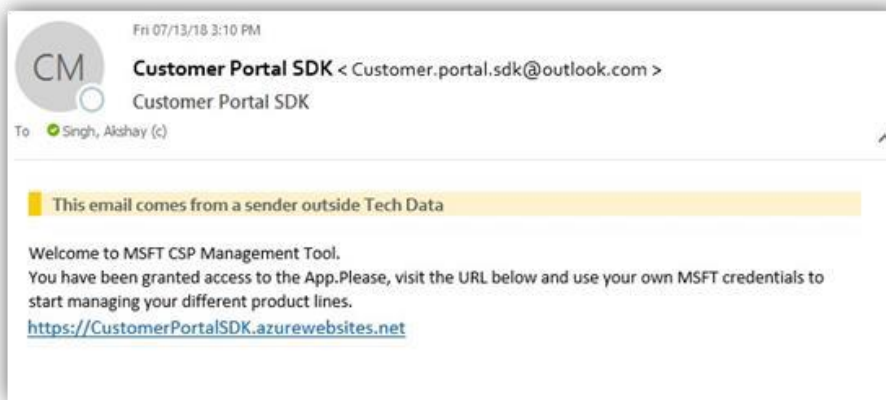 Fri 07/13/18 3:10 PM
CM
Customer Portal SDK < Customer.portal.sdk@outlook.com >
Customer Portal SDK
To Singh, Akshay (c)
This email comes from a sender outside Tech Data
Welcome to MSFT CSP Management Tool.
You have been granted access to the App.Please, visit the URL below and use your own MSFT credentials to
start managing your different product lines.
https://CustomerPortalSDK.azurewebsites.net